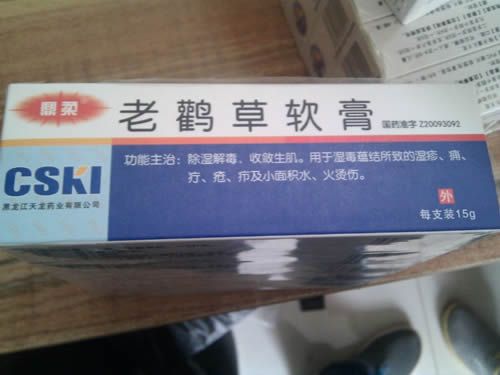 鼎柔
老鹳草软膏
国药准字 Z20093092
功能主治：除湿解毒，收敛生肌。用于湿毒蕴结所致的湿疹、痈、
疔、疮、疖及小面积水、火烫伤。
CSKI
黑龙江天龙药业有限公司
外
每支装15g